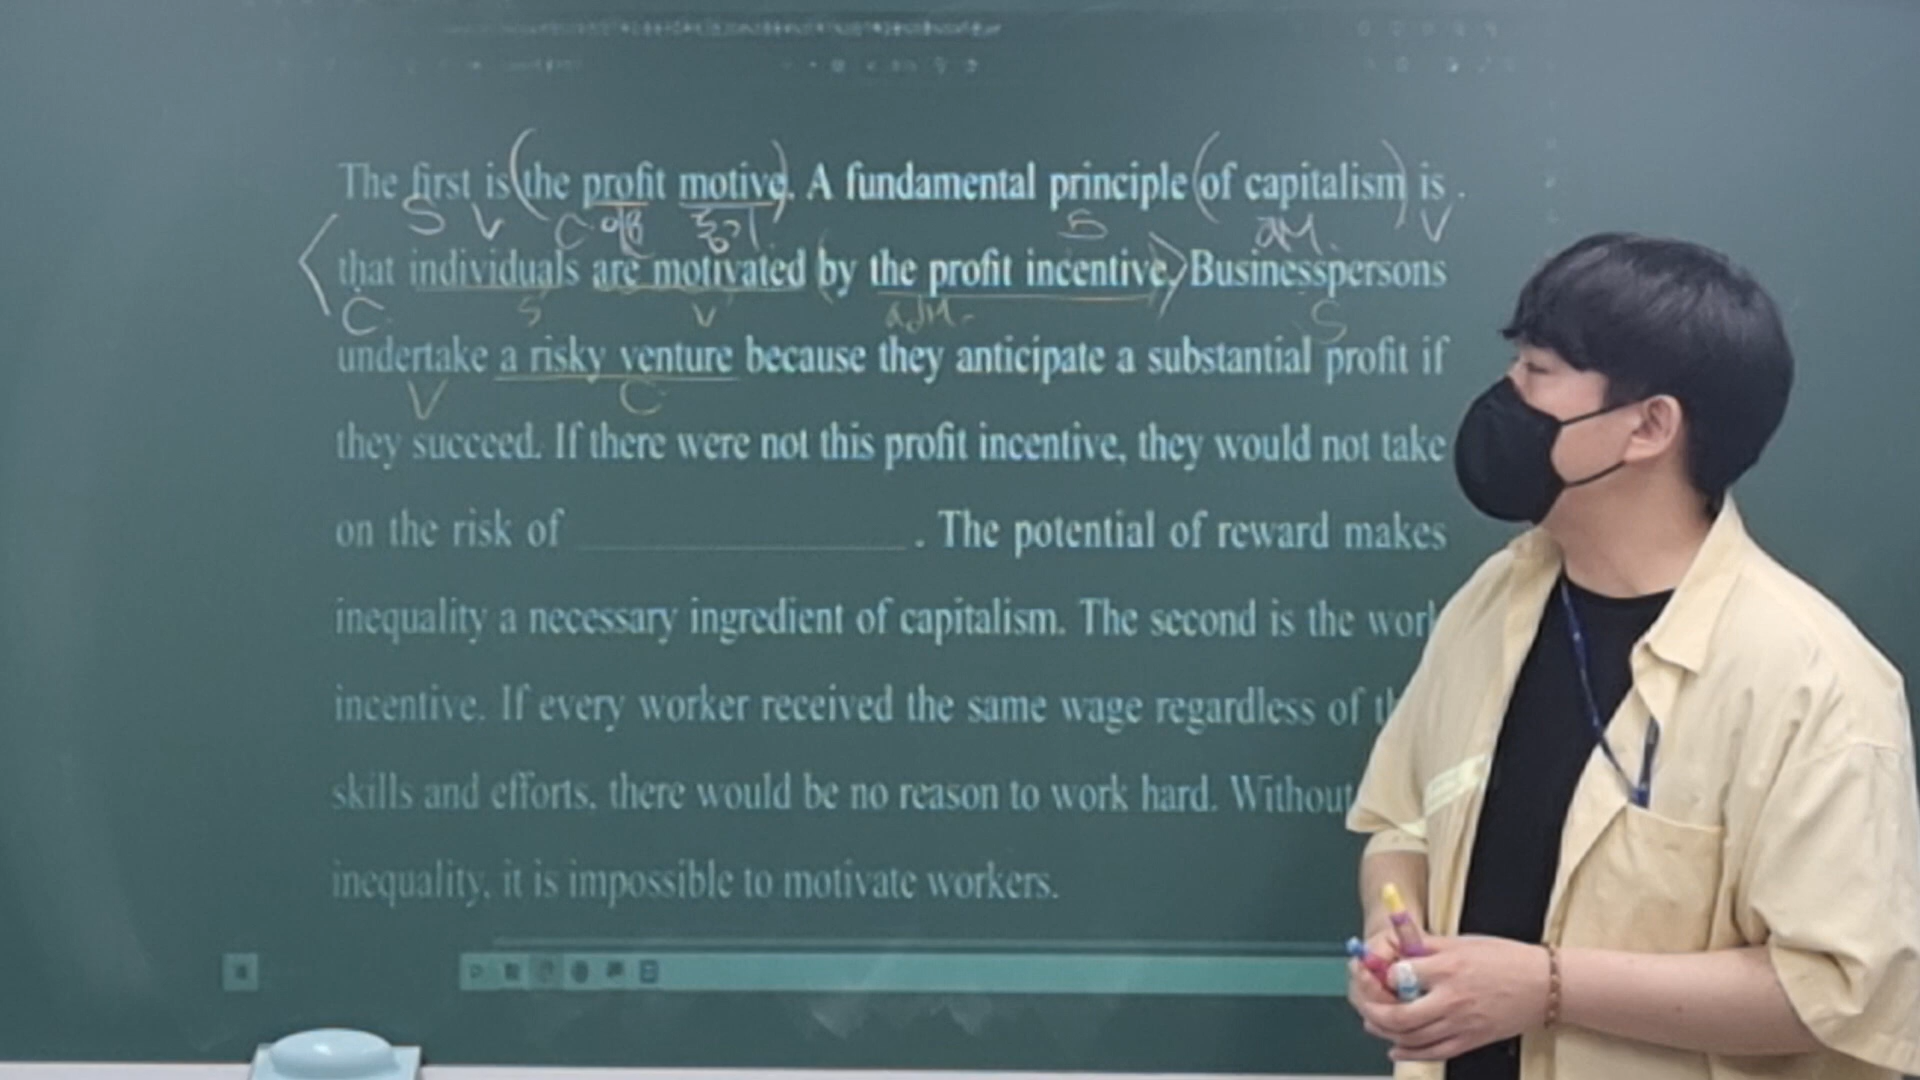 The first is (the profit motive). A fundamental principle (of capitalism) is
S V C 이윤 동기 S am. V
<that individuals are motivated (by the profit incentive.> Businesspersons
C S V adm. S
undertake a risky venture because they anticipate a substantial profit if
V C
they succeed. If there were not this profit incentive, they would not take
on the risk of ____________ . The potential of reward makes
inequality a necessary ingredient of capitalism. The second is the work
incentive. If every worker received the same wage regardless of
skills and efforts, there would be no reason to work hard. Without
inequality, it is impossible to motivate workers.